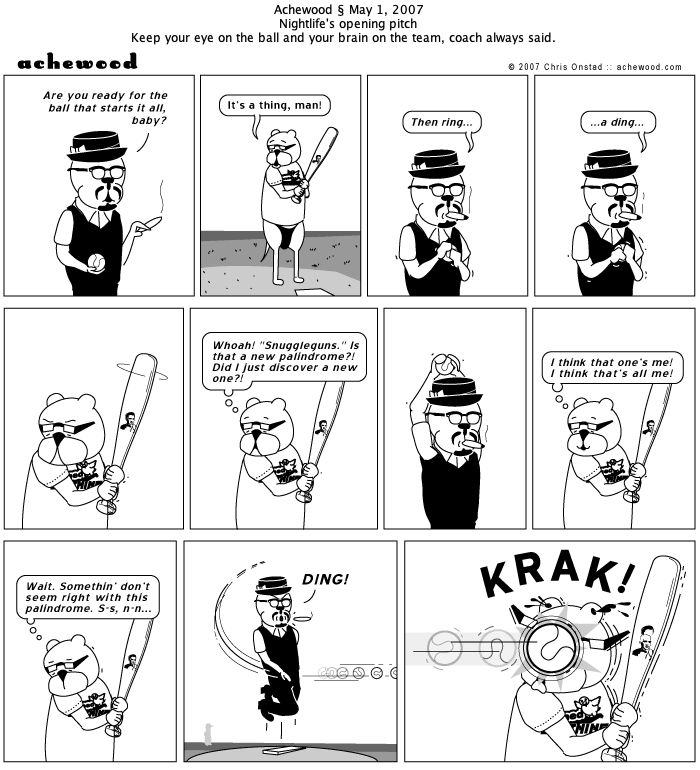 Achewood § May 1, 2007
Nightlife's opening pitch
Keep your eye on the ball and your brain on the team, coach always said.
achewood
© 2007 Chris Onstad :: achewood.com
Are you ready for the
ball that starts it all,
baby?
It's a thing, man!
Then ring...
...a ding...
Whoah! "Snuggleguns." Is
that a new palindrome?!
Did I just discover a new
one?!
I think that one's me!
I think that's all me!
Wait. Somethin' don't
seem right with this
palindrome. S-s, n-n...
DING!
KRAK!